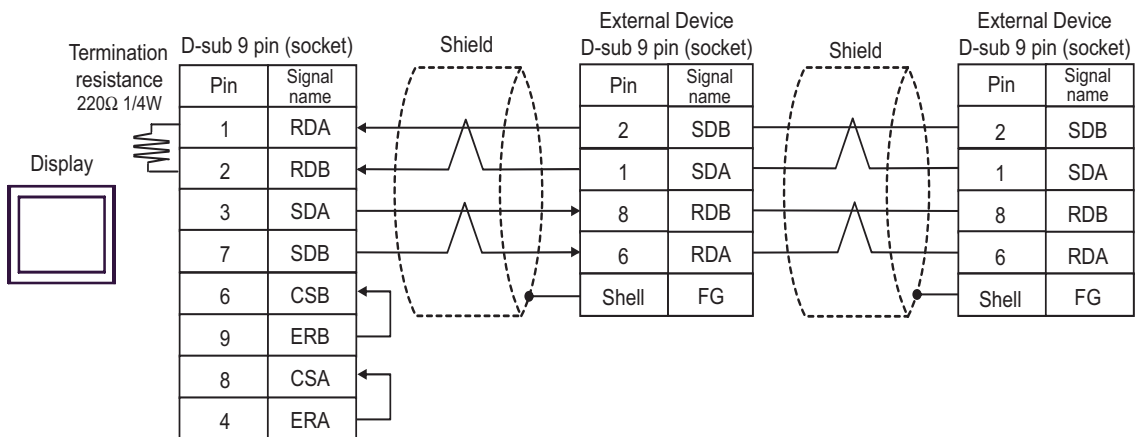 Termination
resistance
220Ω 1/4W
Display
D-sub 9 pin (socket)
Pin Signal name
1 RDA
2 RDB
3 SDA
7 SDB
6 CSB
9 ERB
8 CSA
4 ERA
Shield
External Device
D-sub 9 pin (socket)
Pin Signal name
2 SDB
1 SDA
8 RDB
6 RDA
Shell FG
Shield
External Device
D-sub 9 pin (socket)
Pin Signal name
2 SDB
1 SDA
8 RDB
6 RDA
Shell FG